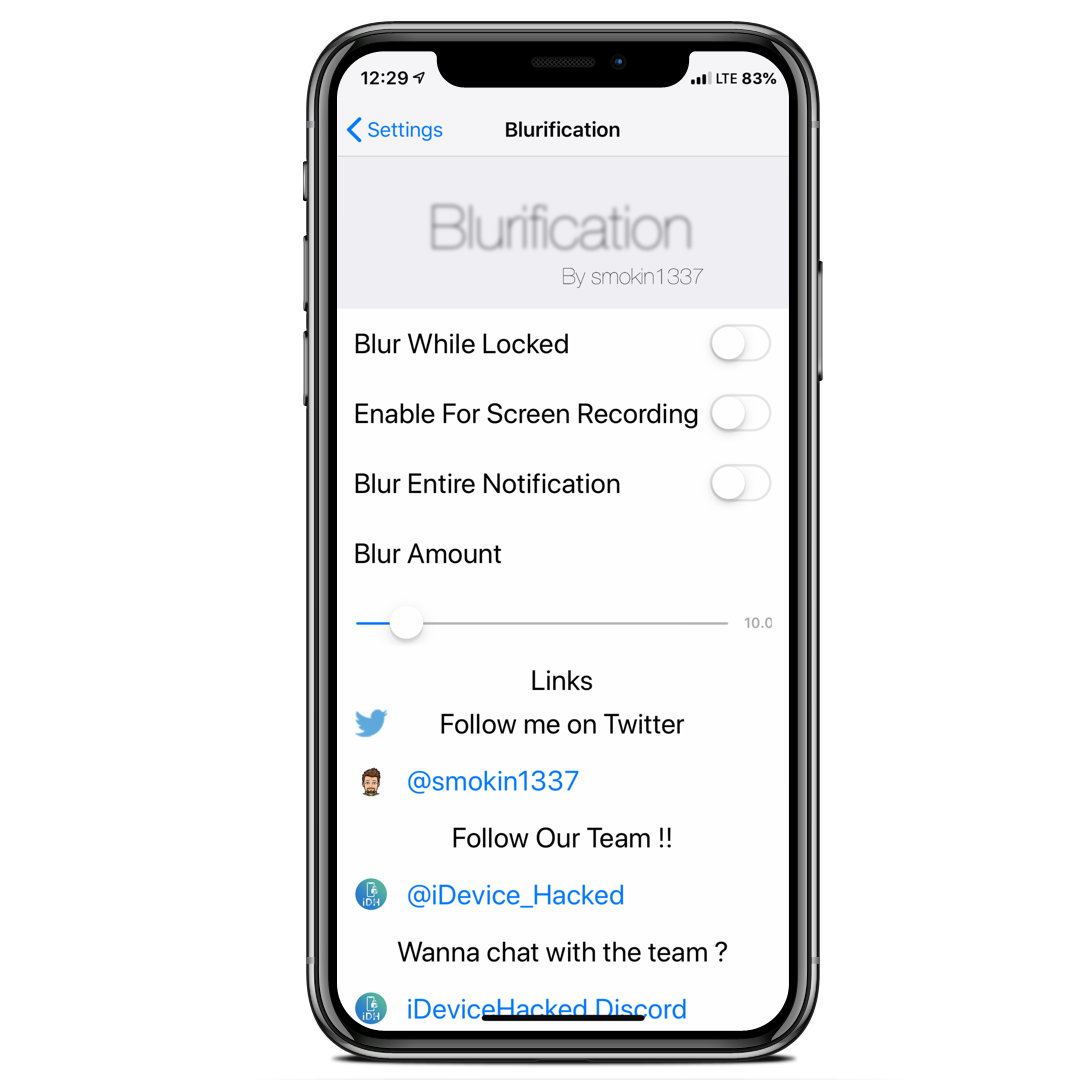 12:29 LTE 83%
Settings Blurification
Blurification
By smokin1337
Blur While Locked
Enable For Screen Recording
Blur Entire Notification
Blur Amount
10.0
Links
Follow me on Twitter
@smokin1337
Follow Our Team !!
iDH @iDevice_Hacked
Wanna chat with the team ?
iDH iDeviceHacked Discord